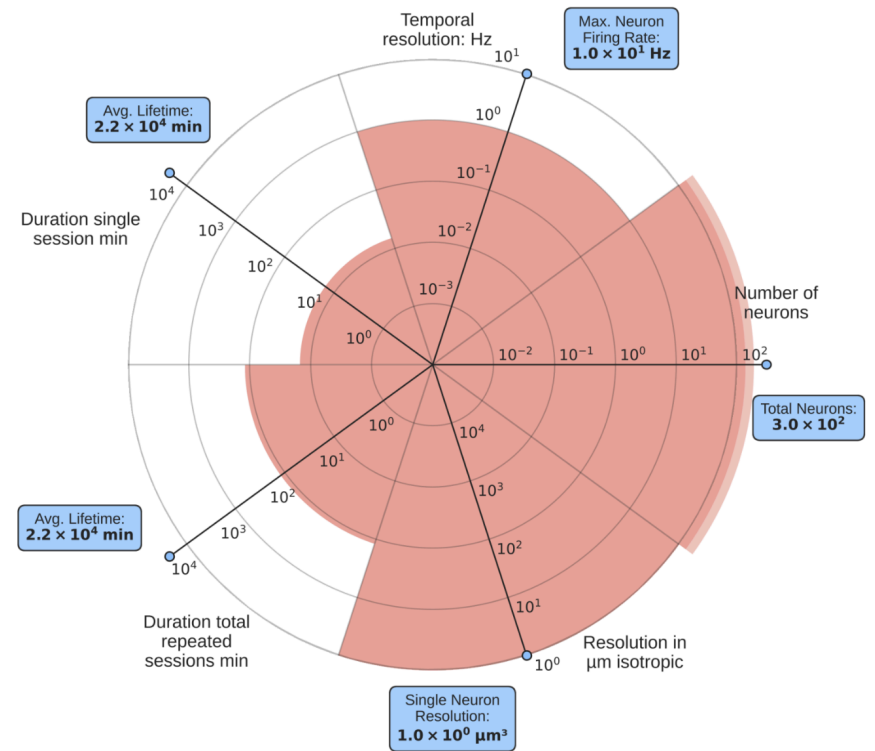 Temporal
resolution: Hz
Max. Neuron
Firing Rate:
1.0 × 10¹ Hz
10¹
10⁰
10⁻¹
10⁻²
10⁻³
Avg. Lifetime:
2.2 × 10⁴ min
Duration single
session min
10⁴
10³
10²
10¹
10⁰
Number of
neurons
10⁻²
10⁻¹
10⁰
10¹
10²
Total Neurons:
3.0 × 10²
Avg. Lifetime:
2.2 × 10⁴ min
Duration total
repeated
sessions min
10⁰
10¹
10²
10³
10⁴
Resolution in
µm isotropic
10⁴
10³
10²
10¹
10⁰
Single Neuron
Resolution:
1.0 × 10⁰ µm³